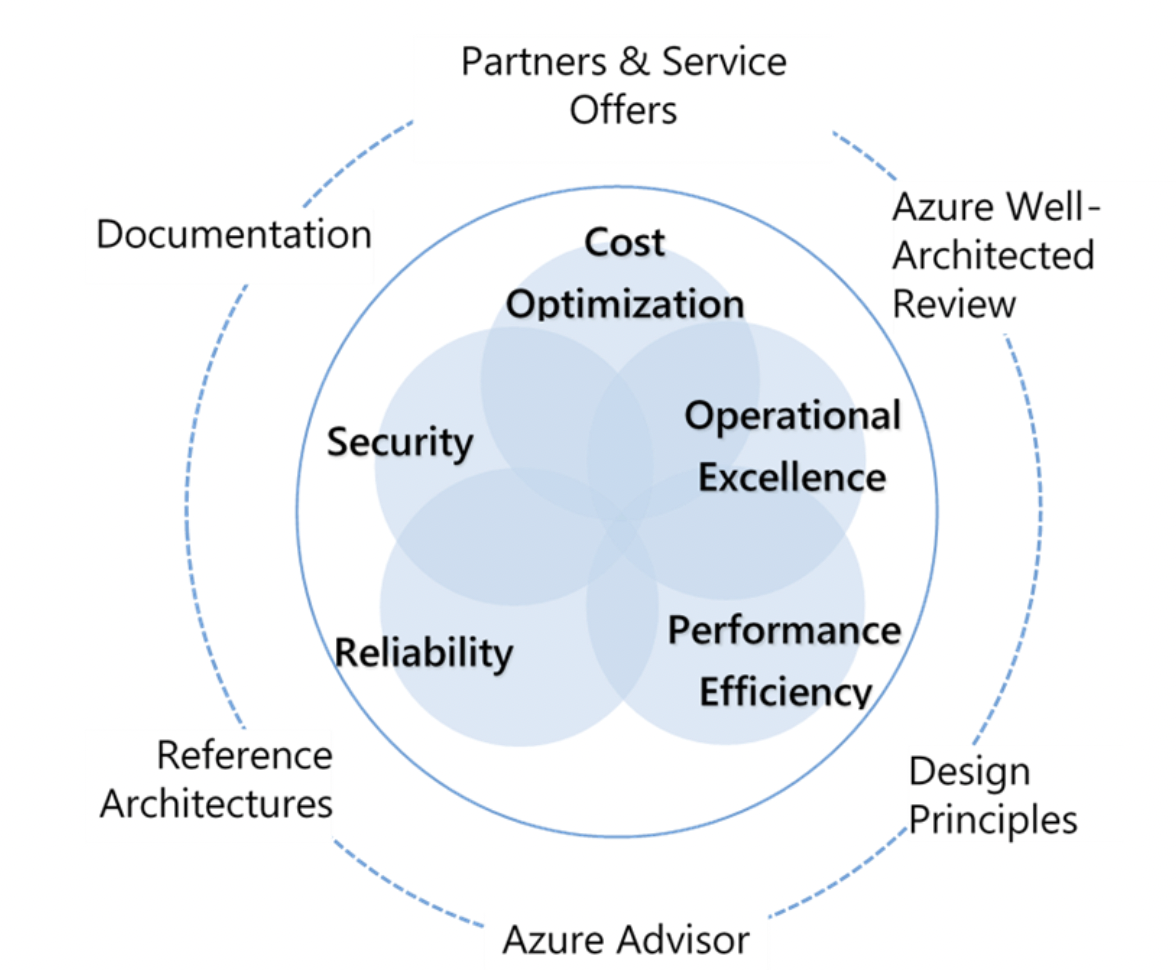 Partners & Service
Offers
Documentation
Azure Well-
Architected
Review
Cost
Optimization
Security
Operational
Excellence
Reliability
Performance
Efficiency
Reference
Architectures
Design
Principles
Azure Advisor